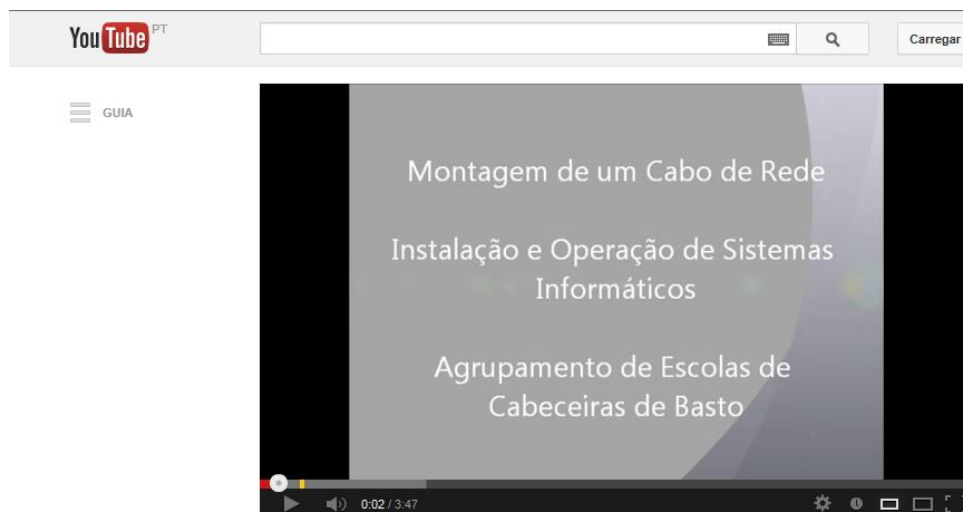 YouTube PT
Carregar
GUIA
Montagem de um Cabo de Rede
Instalação e Operação de Sistemas
Informáticos
Agrupamento de Escolas de
Cabeceiras de Basto
0:02 / 3:47